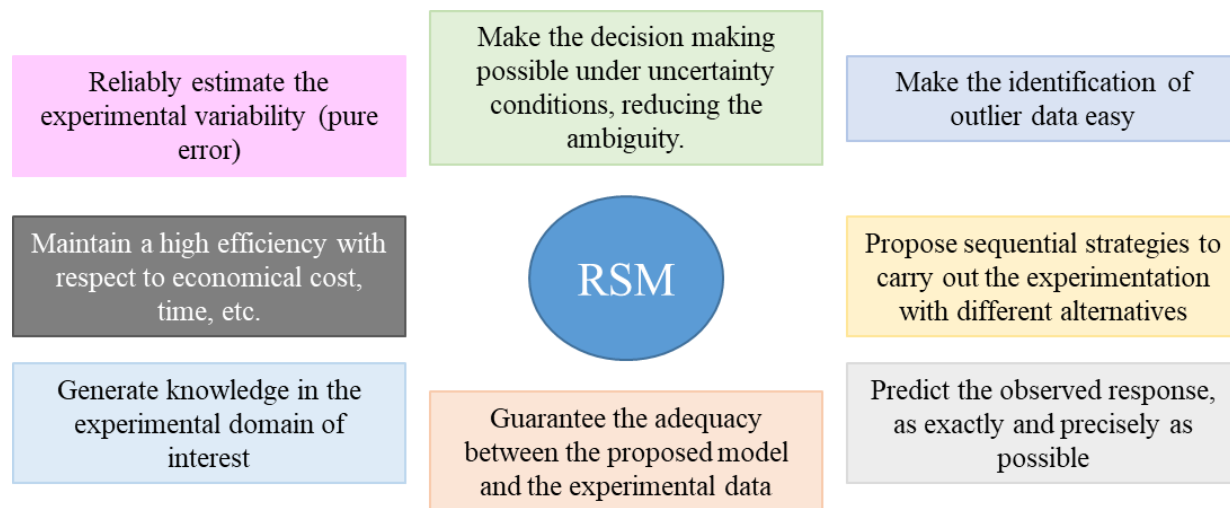 Reliably estimate the
experimental variability (pure
error)
Make the decision making
possible under uncertainty
conditions, reducing the
ambiguity.
Make the identification of
outlier data easy
Maintain a high efficiency with
respect to economical cost,
time, etc.
RSM
Propose sequential strategies to
carry out the experimentation
with different alternatives
Generate knowledge in the
experimental domain of
interest
Guarantee the adequacy
between the proposed model
and the experimental data
Predict the observed response,
as exactly and precisely as
possible